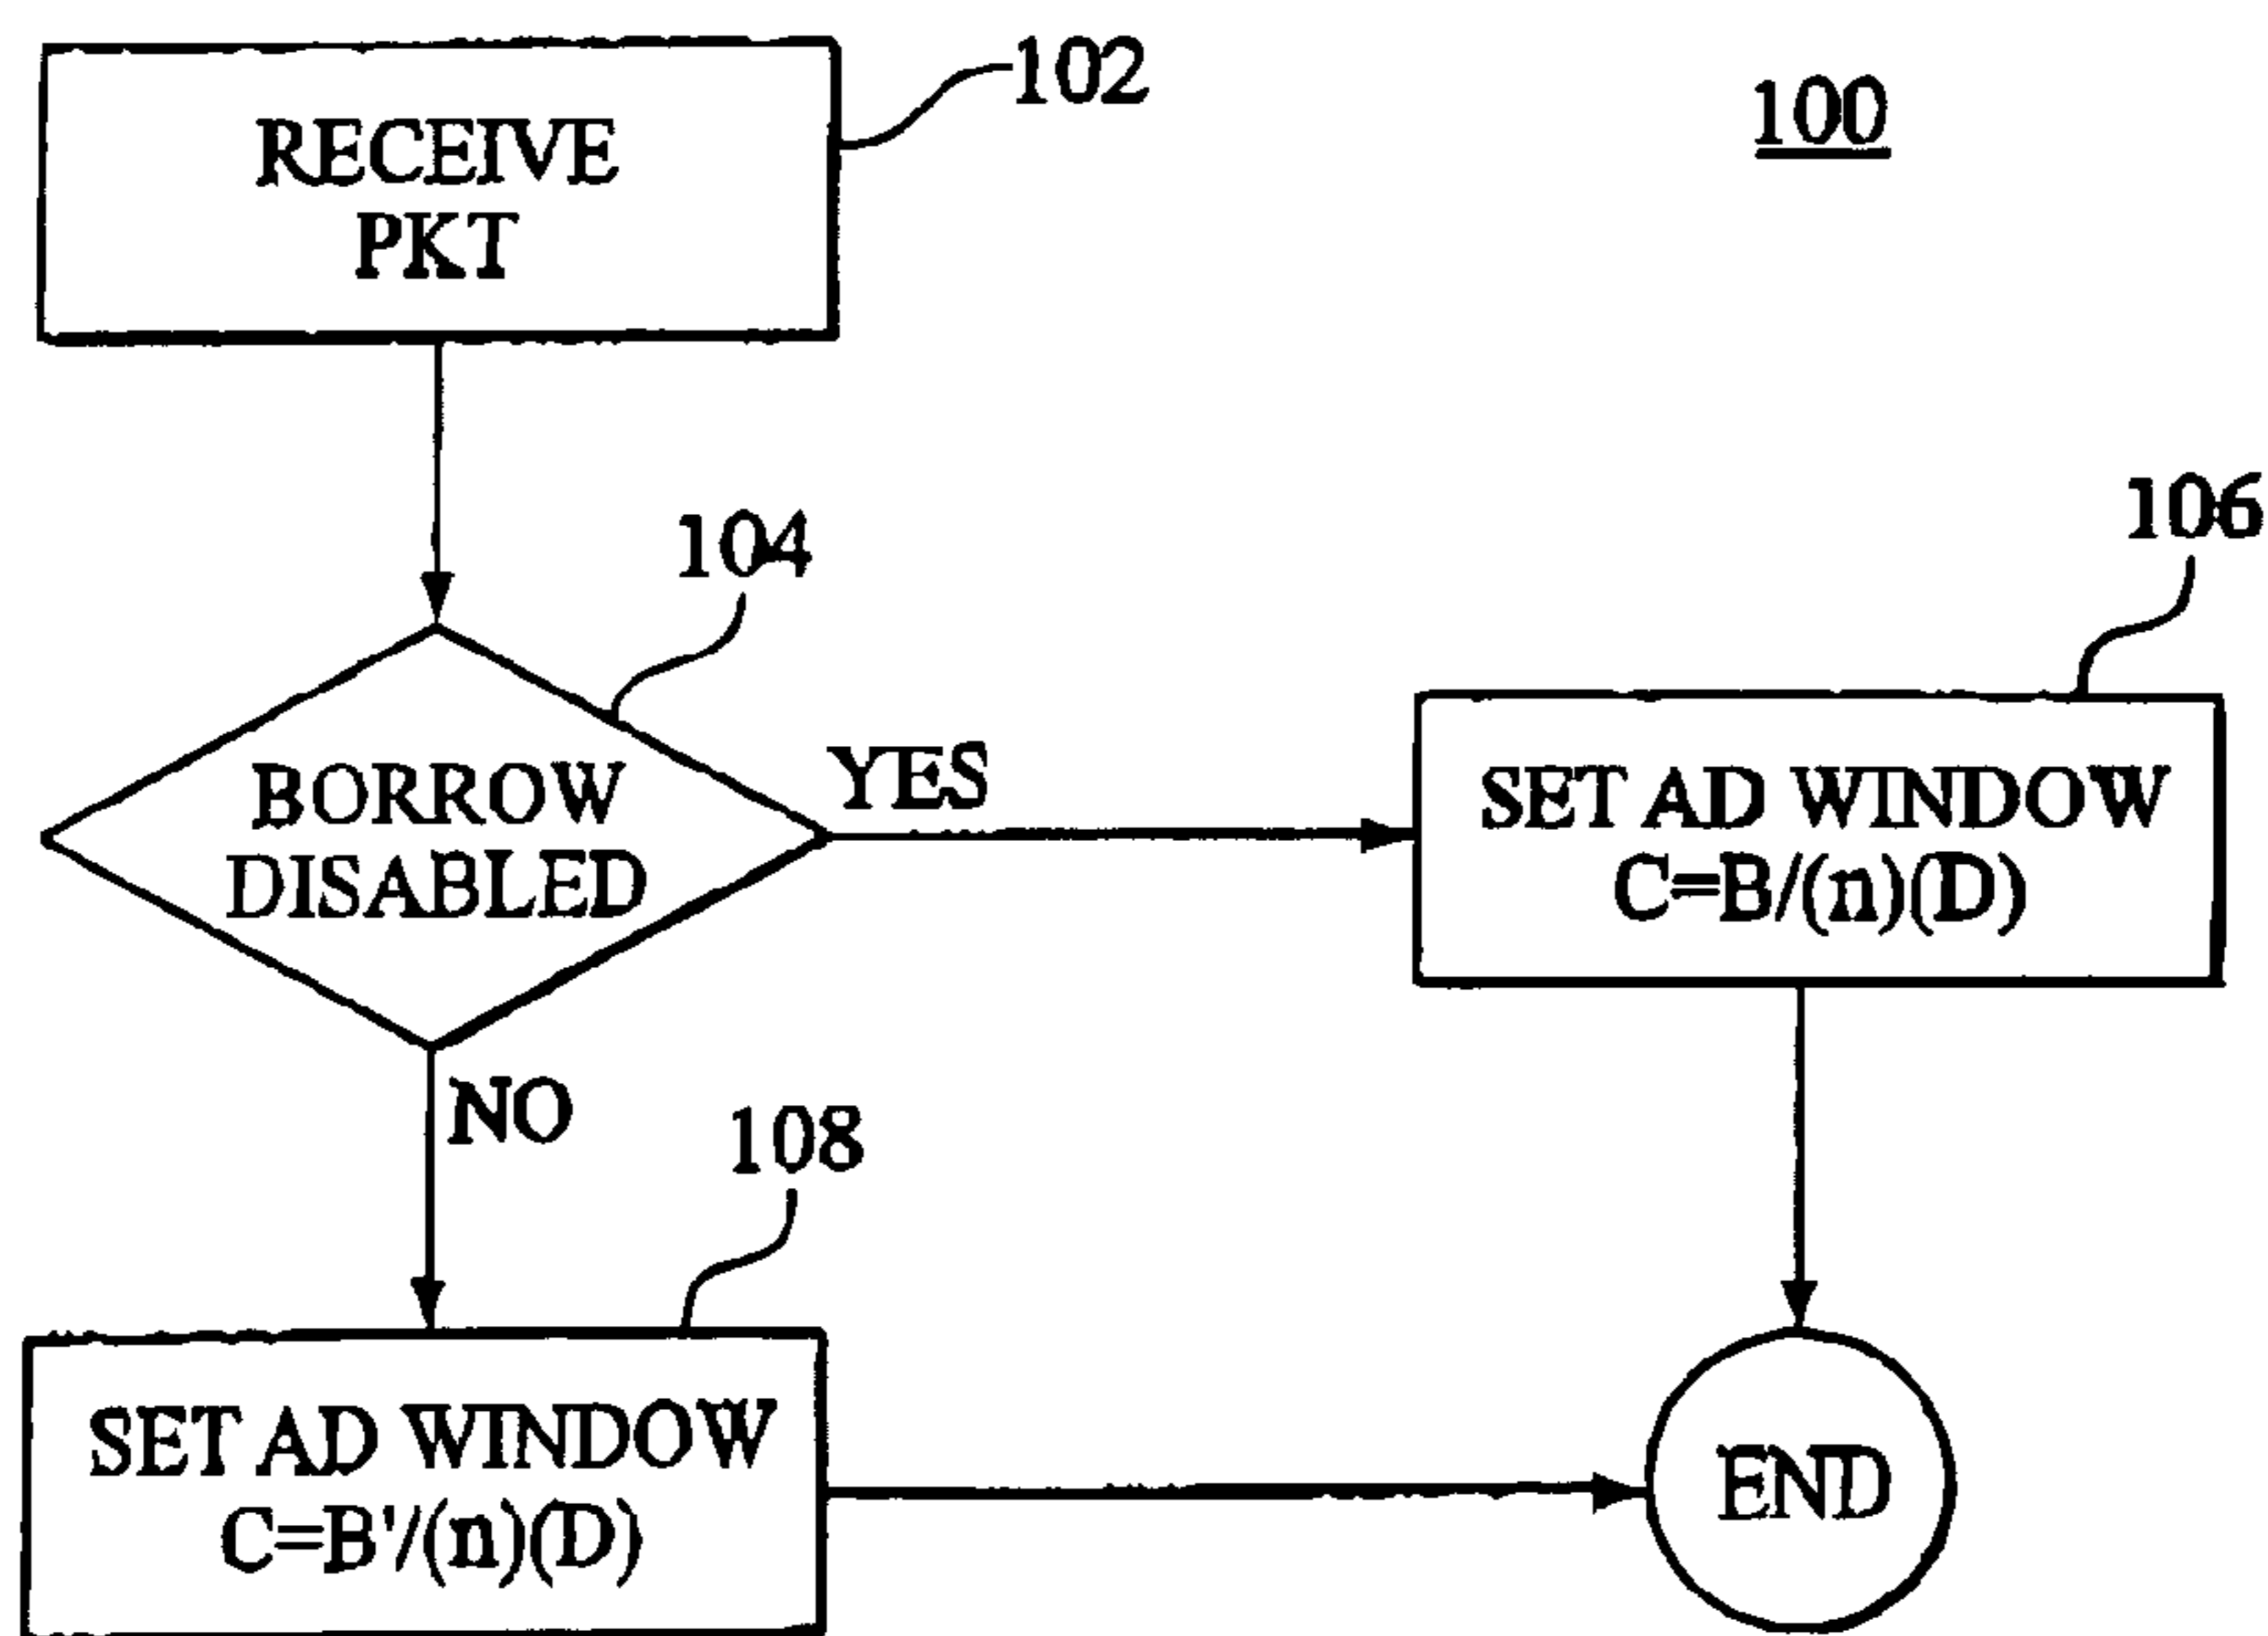 RECEIVE
PKT
102
100
104
BORROW
DISABLED
YES
106
SET AD WINDOW
C=B/(n)(D)
NO
108
SET AD WINDOW
C=B'/(n)(D)
END